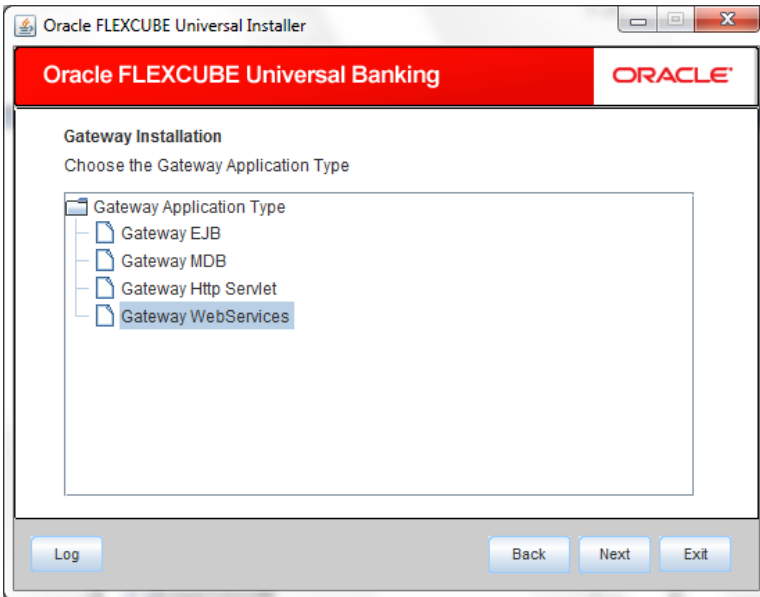 Oracle FLEXCUBE Universal Installer
Oracle FLEXCUBE Universal Banking
ORACLE
Gateway Installation
Choose the Gateway Application Type
Gateway Application Type
Gateway EJB
Gateway MDB
Gateway Http Servlet
Gateway WebServices
Log Back Next Exit